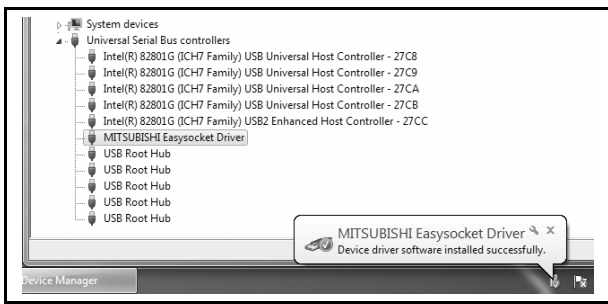 System devices
Universal Serial Bus controllers
Intel(R) 82801G (ICH7 Family) USB Universal Host Controller - 27C8
Intel(R) 82801G (ICH7 Family) USB Universal Host Controller - 27C9
Intel(R) 82801G (ICH7 Family) USB Universal Host Controller - 27CA
Intel(R) 82801G (ICH7 Family) USB Universal Host Controller - 27CB
Intel(R) 82801G (ICH7 Family) USB2 Enhanced Host Controller - 27CC
MITSUBISHI Easysocket Driver
USB Root Hub
USB Root Hub
USB Root Hub
USB Root Hub
USB Root Hub
MITSUBISHI Easysocket Driver
Device driver software installed successfully.
Device Manager